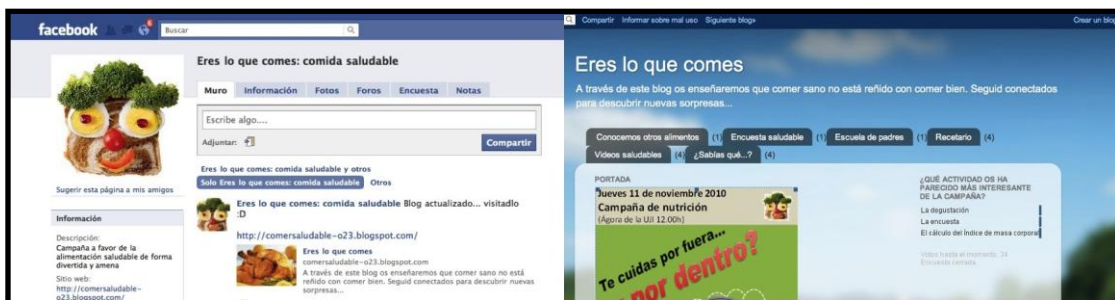 facebook
Buscar
Eres lo que comes: comida saludable
Muro Información Fotos Foros Encuesta Notas
Escribe algo....
Adjuntar:
Compartir
Eres lo que comes: comida saludable y otros
Solo Eres lo que comes: comida saludable Otros
Eres lo que comes: comida saludable Blog actualizado... visitadlo
:D
http://comersaludable-o23.blogspot.com/
Eres lo que comes
comersaludable-o23.blogspot.com
A través de este blog os enseñaremos que comer sano no está
reñido con comer bien. Seguid conectados para descubrir nuevas
sorpresas...
Sugerir esta página a mis amigos
Información
Descripción:
Campaña a favor de la
alimentación saludable de forma
divertida y amena
Sitio web:
http://comersaludable-
o23.blogspot.com/
Compartir Informar sobre mal uso Siguiente blog»
Crear un blog
Eres lo que comes
A través de este blog os enseñaremos que comer sano no está reñido con comer bien. Seguid conectados
para descubrir nuevas sorpresas...
Conocemos otros alimentos (1) Encuesta saludable (1) Escuela de padres (1) Recetario (4)
Videos saludables (4) ¿Sabías qué...? (4)
PORTADA
Jueves 11 de noviembre 2010
Campaña de nutrición
(Ágora de la UJI 12.00h)
Te cuidas por fuera...
¿Y por dentro?
¿QUÉ ACTIVIDAD OS HA
PARECIDO MÁS INTERESANTE
DE LA CAMPAÑA?
La degustación
La encuesta
El cálculo del Índice de masa corporal
Votos hasta el momento: 24
Encuesta cerrada